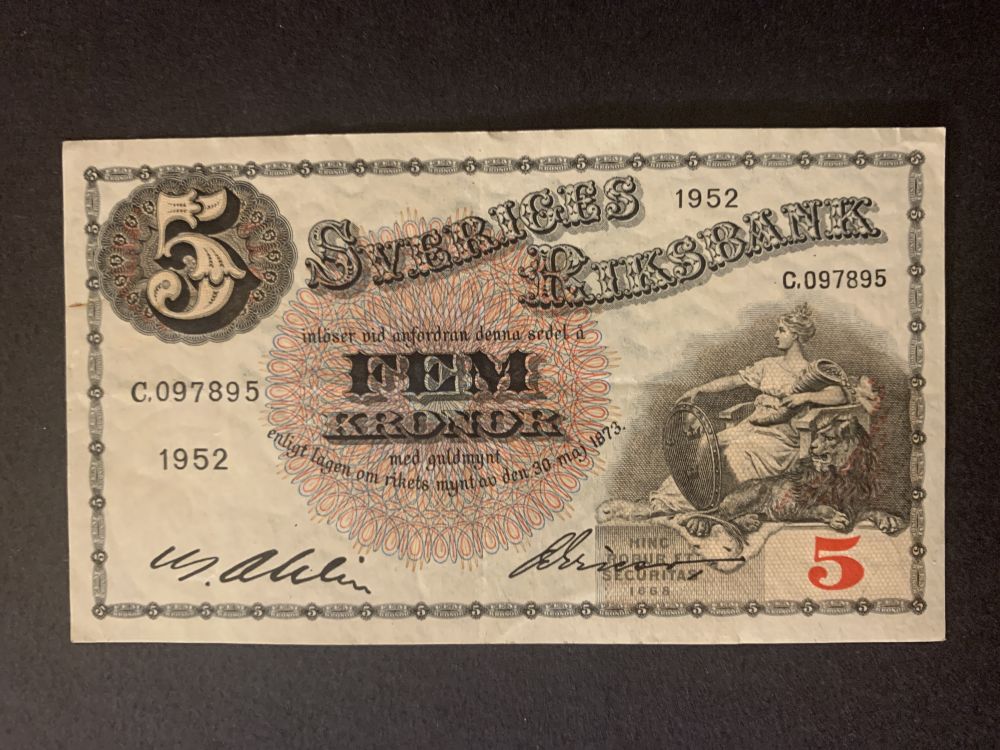 5
SVERIGES
RIKSBANK
1952
C.097895
inlöser vid anfordran denna sedel å
FEM
KRONOR
med guldmynt
enligt lagen om rikets mynt av den 30 maj 1873.
C.097895
1952
HINC
ROBUR ET
SECURITAS
1668
5